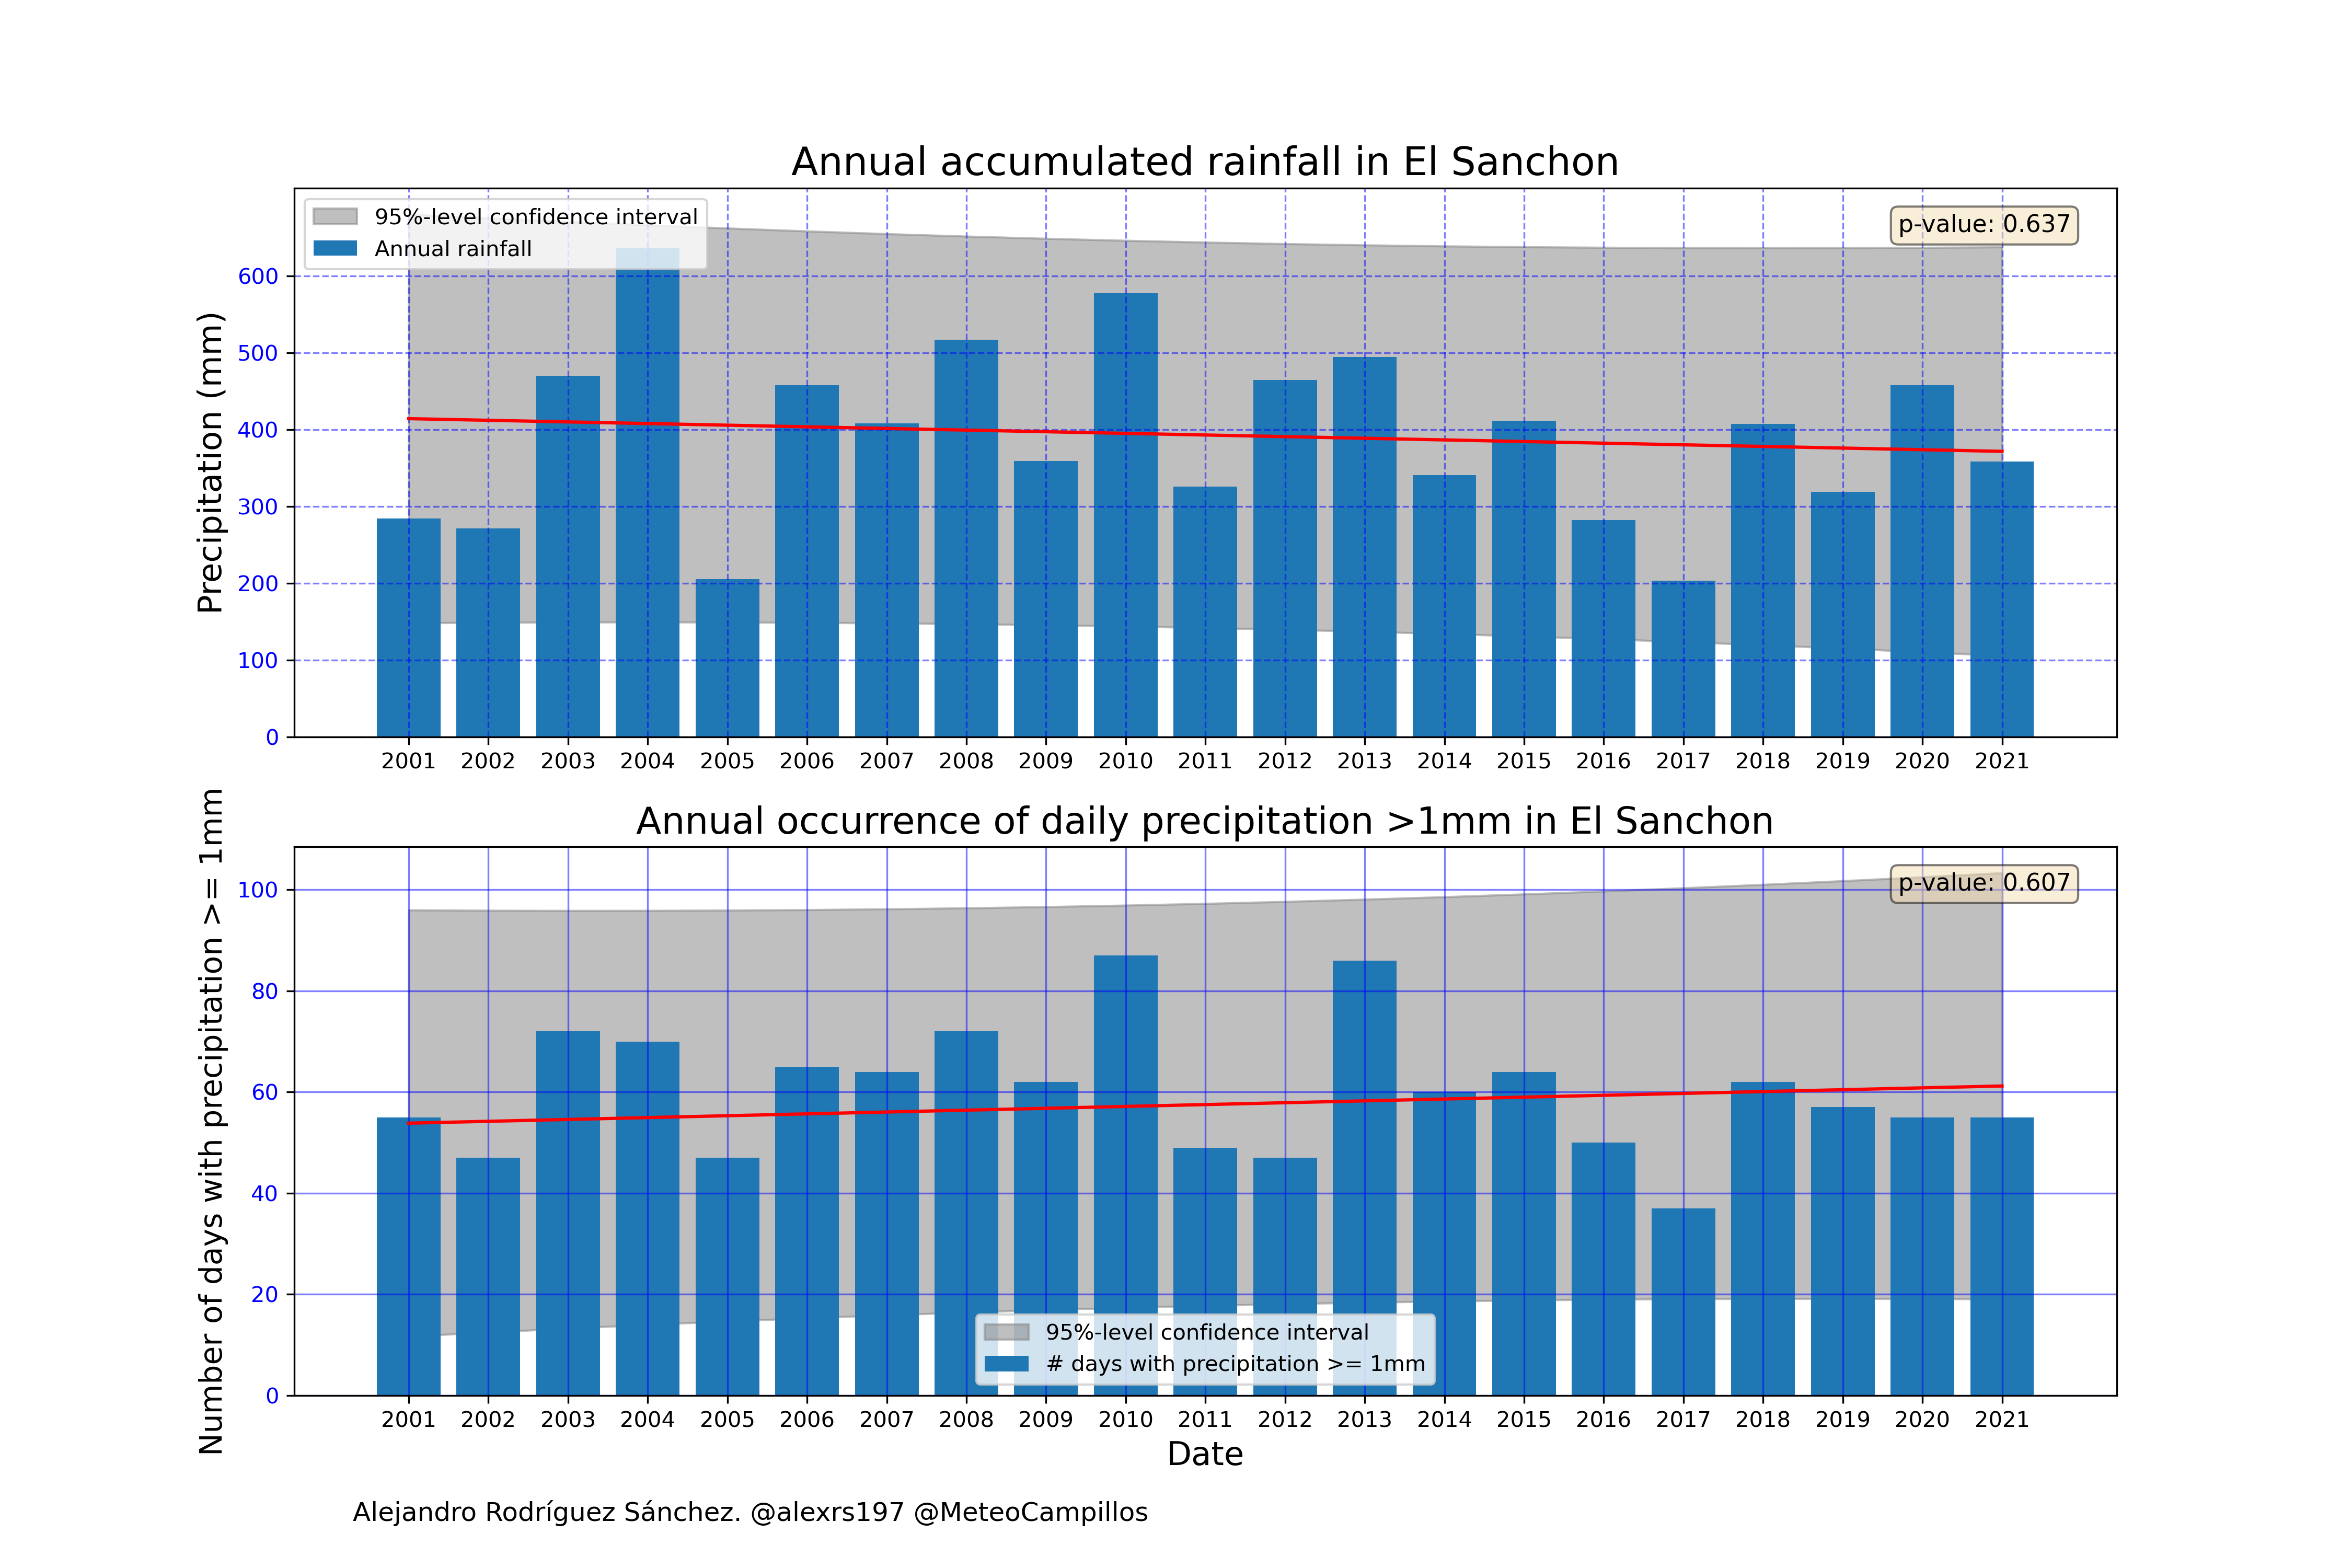 Annual accumulated rainfall in El Sanchon
95%-level confidence interval
Annual rainfall
p-value: 0.637
Precipitation (mm)
600
500
400
300
200
100
0
2001 2002 2003 2004 2005 2006 2007 2008 2009 2010 2011 2012 2013 2014 2015 2016 2017 2018 2019 2020 2021
Annual occurrence of daily precipitation >1mm in El Sanchon
p-value: 0.607
Number of days with precipitation >= 1mm
100
80
60
40
20
0
95%-level confidence interval
# days with precipitation >= 1mm
2001 2002 2003 2004 2005 2006 2007 2008 2009 2010 2011 2012 2013 2014 2015 2016 2017 2018 2019 2020 2021
Date
Alejandro Rodríguez Sánchez. @alexrs197 @MeteoCampillos